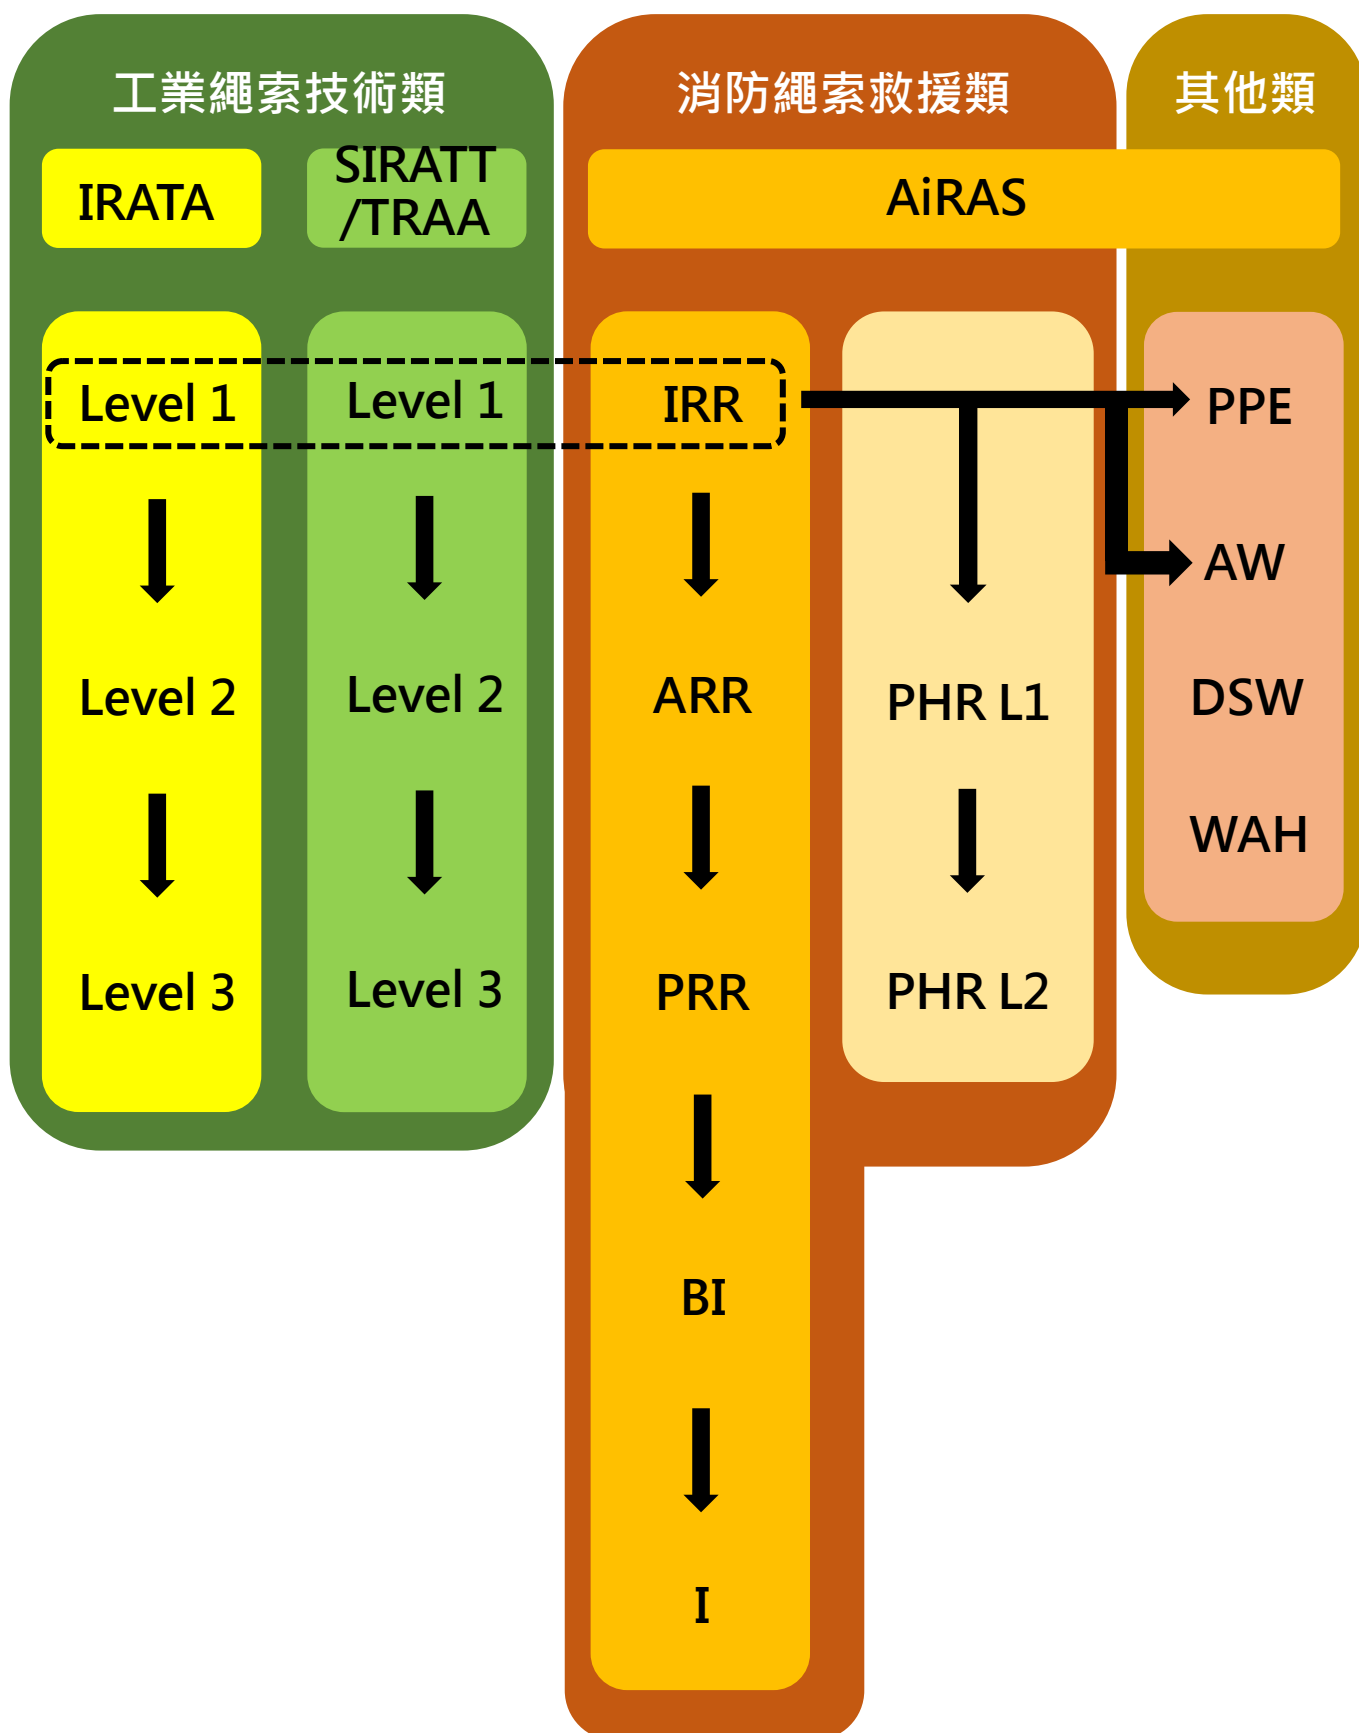 工業繩索技術類
消防繩索救援類
其他類
IRATA
SIRATT
/TRAA
AiRAS
Level 1
Level 1
IRR
PPE
AW
Level 2
Level 2
ARR
PHR L1
DSW
WAH
Level 3
Level 3
PRR
PHR L2
BI
I